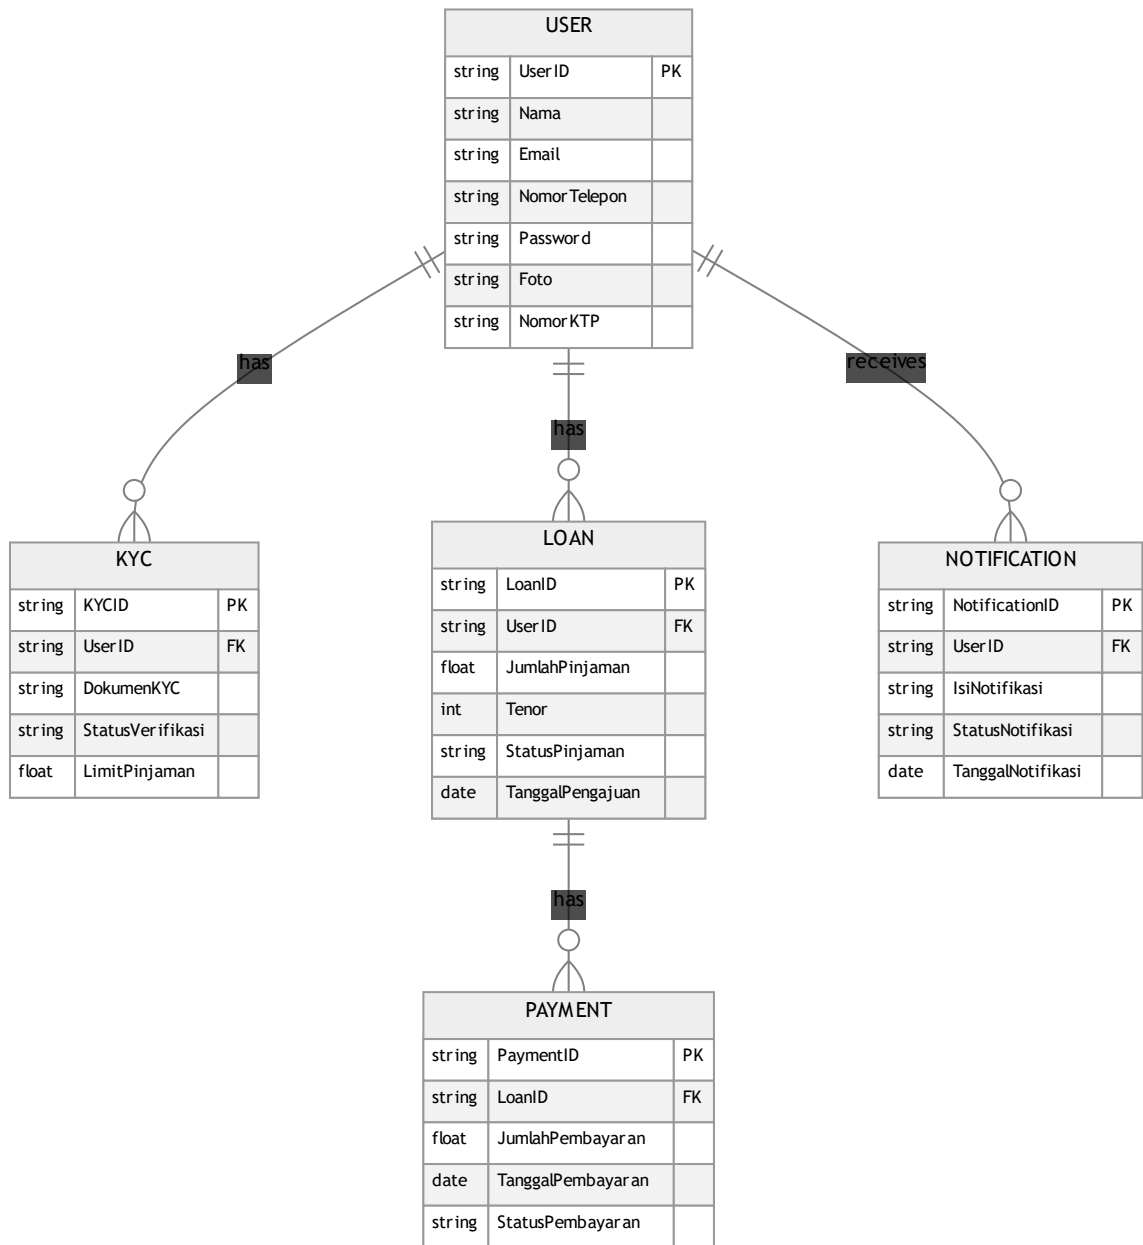 USER
string UserID PK
string Nama
string Email
string NomorTelepon
string Password
string Foto
string NomorKTP
has
has
receives
KYC
string KYCID PK
string UserID FK
string DokumenKYC
string StatusVerifikasi
float LimitPinjaman
LOAN
string LoanID PK
string UserID FK
float JumlahPinjaman
int Tenor
string StatusPinjaman
date TanggalPengajuan
NOTIFICATION
string NotificationID PK
string UserID FK
string IsiNotifikasi
string StatusNotifikasi
date TanggalNotifikasi
has
PAYMENT
string PaymentID PK
string LoanID FK
float JumlahPembayaran
date TanggalPembayaran
string StatusPembayaran